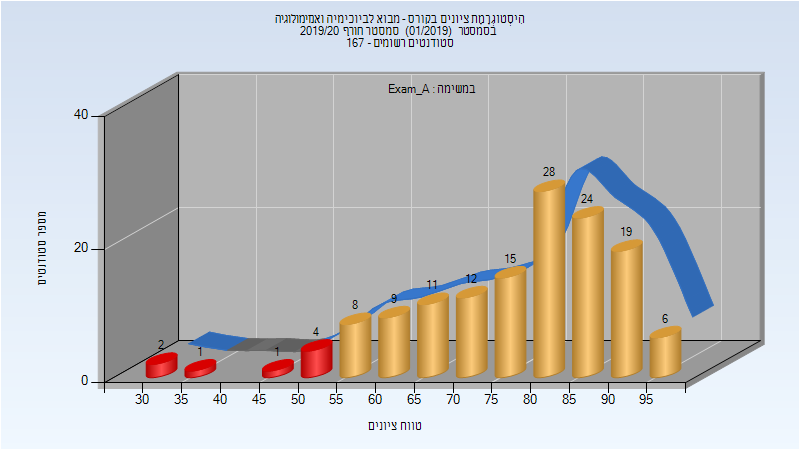 היסטוגרמת ציונים בקורס - מבוא לביוכימיה ואנזימולוגיה
בסמסטר (01/2019) סמסטר חורף 2019/20
סטודנטים רשומים - 167
במשימה : Exam_A
מספר סטודנטים
40
20
0
2
1
1
4
8
9
11
12
15
28
24
19
6
30 35 45 50 55 60 65 70 75 80 85 90 95
טווח ציונים